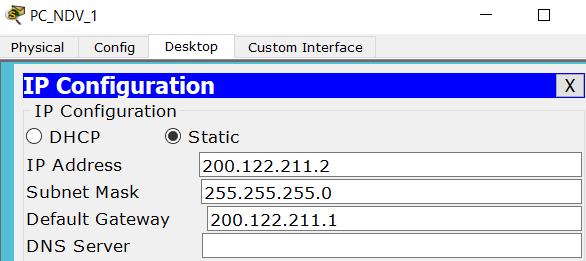 PC_NDV_1
Physical Config Desktop Custom Interface
IP Configuration X
IP Configuration
DHCP Static
IP Address 200.122.211.2
Subnet Mask 255.255.255.0
Default Gateway 200.122.211.1
DNS Server